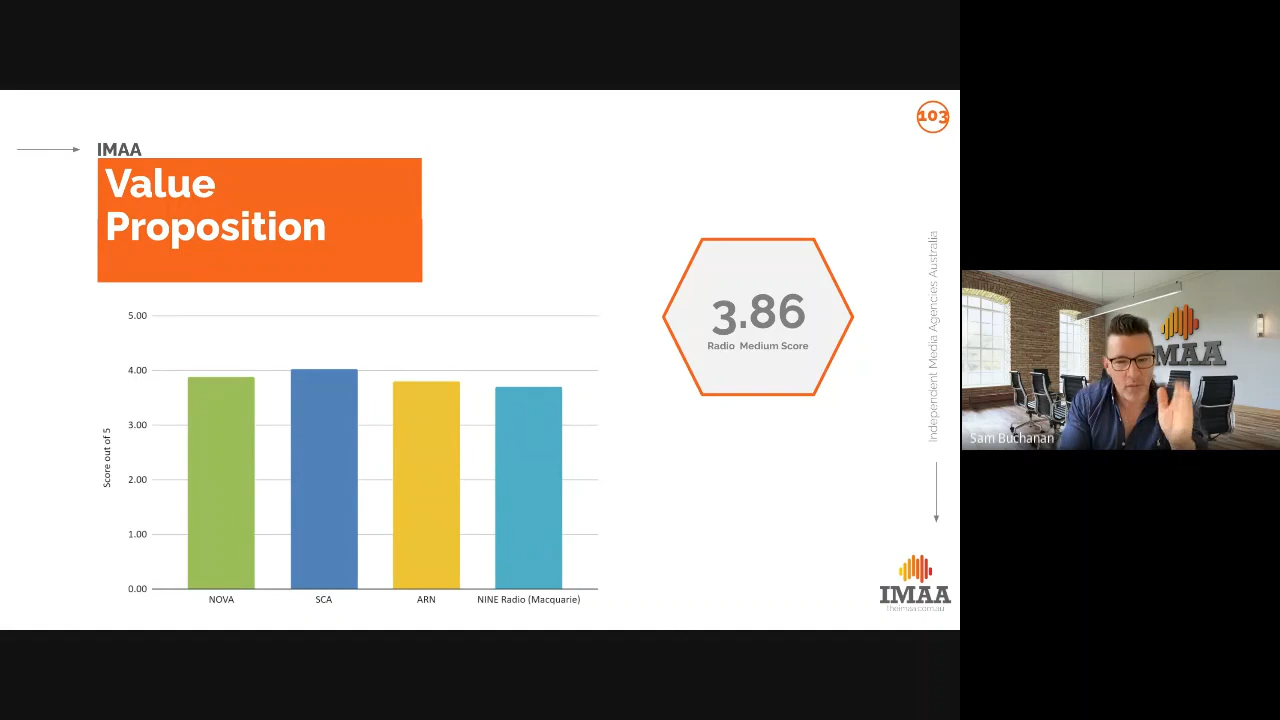 103
IMAA
Value
Proposition
3.86
Radio Medium Score
5.00
4.00
3.00
2.00
1.00
0.00
Score out of 5
NOVA
SCA
ARN
NINE Radio (Macquarie)
Independent Media Agencies Australia
IMAA
theimaa.com.au
IMAA
Sam Buchanan